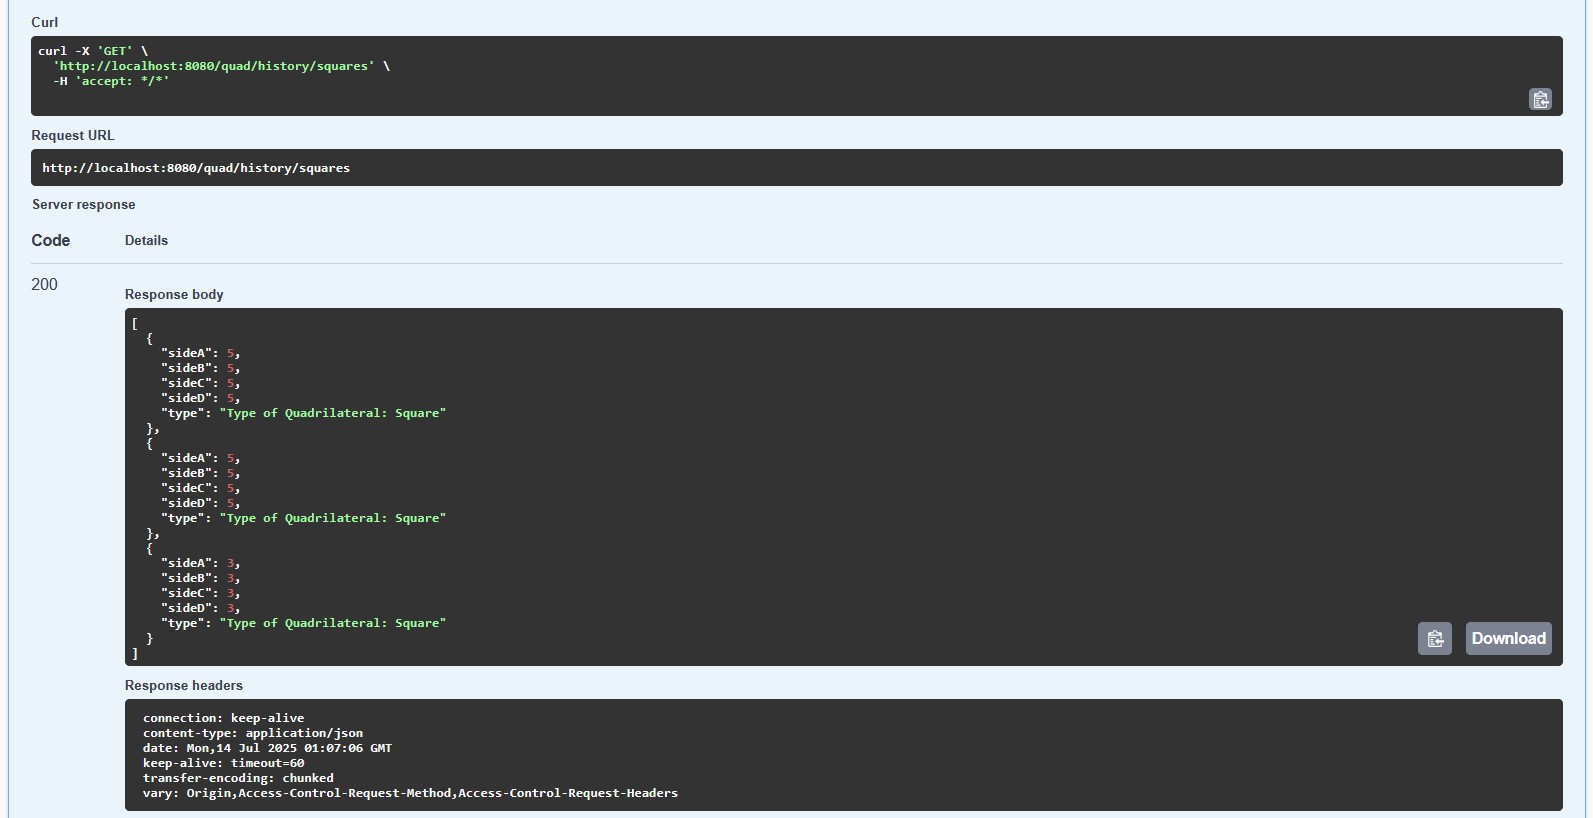 Curl
curl -X 'GET' \
  'http://localhost:8080/quad/history/squares' \
  -H 'accept: */*'
Request URL
http://localhost:8080/quad/history/squares
Server response
Code Details
200
Response body
[
  {
    "sideA": 5,
    "sideB": 5,
    "sideC": 5,
    "sideD": 5,
    "type": "Type of Quadrilateral: Square"
  },
  {
    "sideA": 5,
    "sideB": 5,
    "sideC": 5,
    "sideD": 5,
    "type": "Type of Quadrilateral: Square"
  },
  {
    "sideA": 3,
    "sideB": 3,
    "sideC": 3,
    "sideD": 3,
    "type": "Type of Quadrilateral: Square"
  }
]
Download
Response headers
connection: keep-alive
content-type: application/json
date: Mon,14 Jul 2025 01:07:06 GMT
keep-alive: timeout=60
transfer-encoding: chunked
vary: Origin,Access-Control-Request-Method,Access-Control-Request-Headers